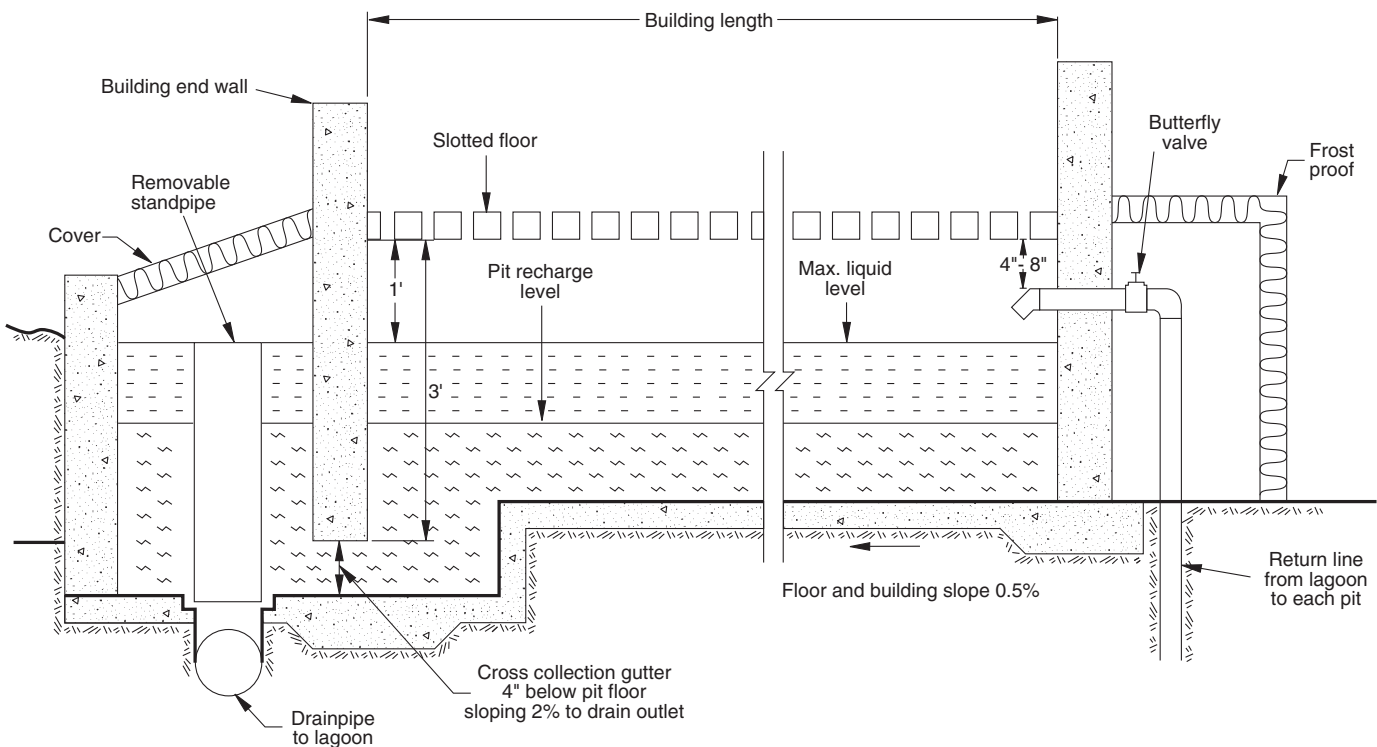 Building length
Building end wall
Slotted floor
Butterfly
valve
Frost
proof
Removable
standpipe
Cover
Pit recharge
level
Max. liquid
level
4"- 8"
1'
3'
Floor and building slope 0.5%
Return line
from lagoon
to each pit
Cross collection gutter
4" below pit floor
sloping 2% to drain outlet
Drainpipe
to lagoon